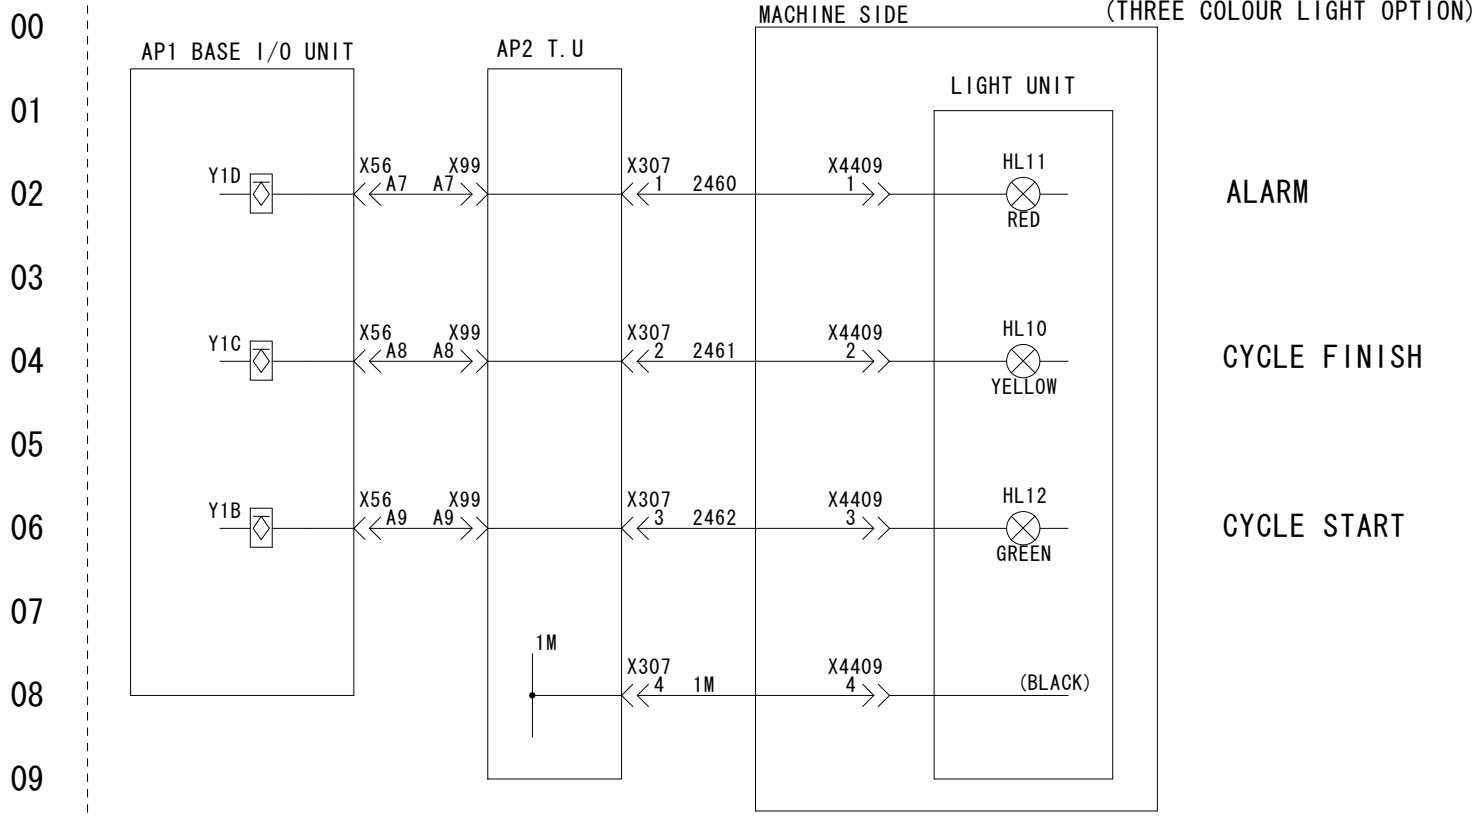 00
MACHINE SIDE
(THREE COLOUR LIGHT OPTION)
AP1 BASE I/O UNIT
AP2 T.U
LIGHT UNIT
01
X56
X99
X307
X4409
HL11
Y1D
A7
A7
1
2460
1
02
ALARM
RED
03
X56
X99
X307
X4409
HL10
Y1C
A8
A8
2
2461
2
04
CYCLE FINISH
YELLOW
05
X56
X99
X307
X4409
HL12
Y1B
A9
A9
3
2462
3
06
CYCLE START
GREEN
07
1M
X307
X4409
4
1M
4
(BLACK)
08
09